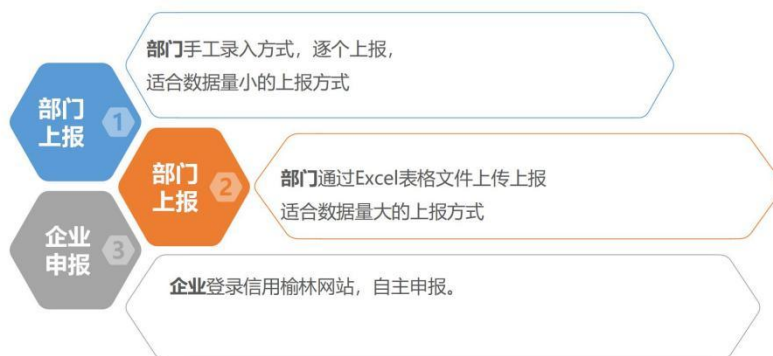 部门
上报
1
部门手工录入方式，逐个上报，
适合数据量小的上报方式
部门
上报
2
部门通过Excel表格文件上传上报
适合数据量大的上报方式
企业
申报
3
企业登录信用榆林网站，自主申报。